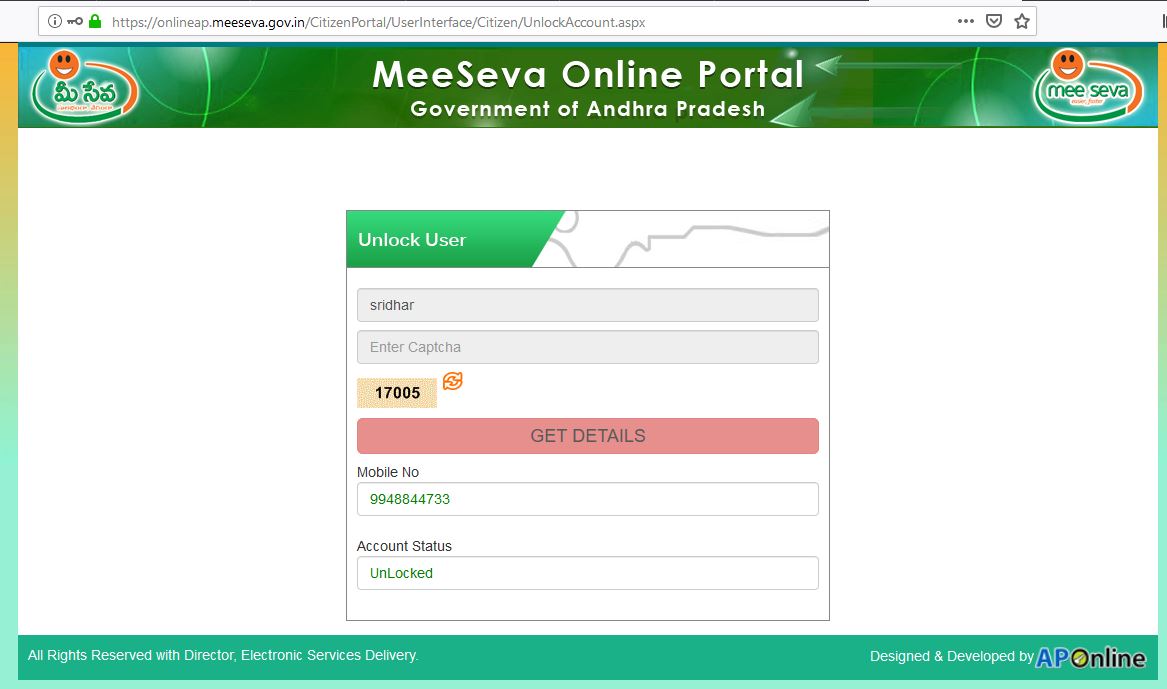 https://onlineap.meeseva.gov.in/CitizenPortal/UserInterface/Citizen/UnlockAccount.aspx
మీ సేవ
MeeSeva Online Portal
Government of Andhra Pradesh
mee seva
easier, faster
Unlock User
sridhar
Enter Captcha
17005
GET DETAILS
Mobile No
9948844733
Account Status
UnLocked
All Rights Reserved with Director, Electronic Services Delivery.
Designed & Developed by APOnline